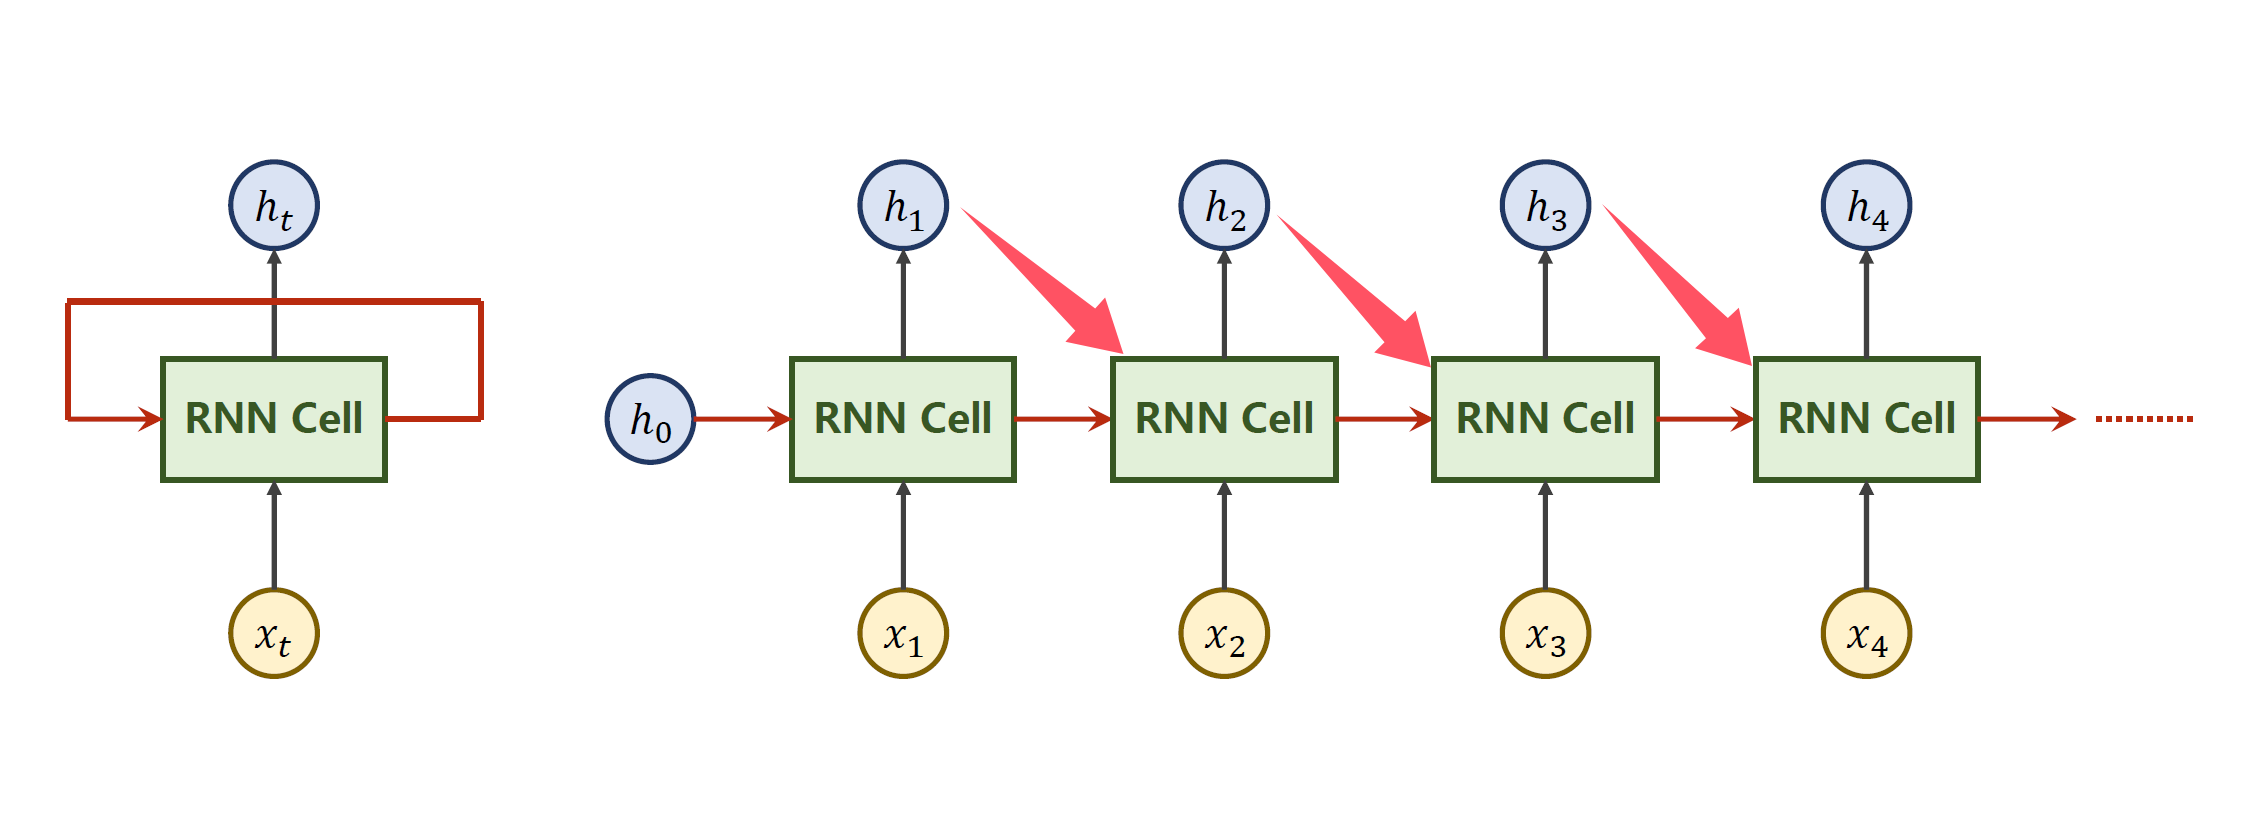 h_t
h_1
h_2
h_3
h_4
h_0
RNN Cell
RNN Cell
RNN Cell
RNN Cell
RNN Cell
x_t
x_1
x_2
x_3
x_4